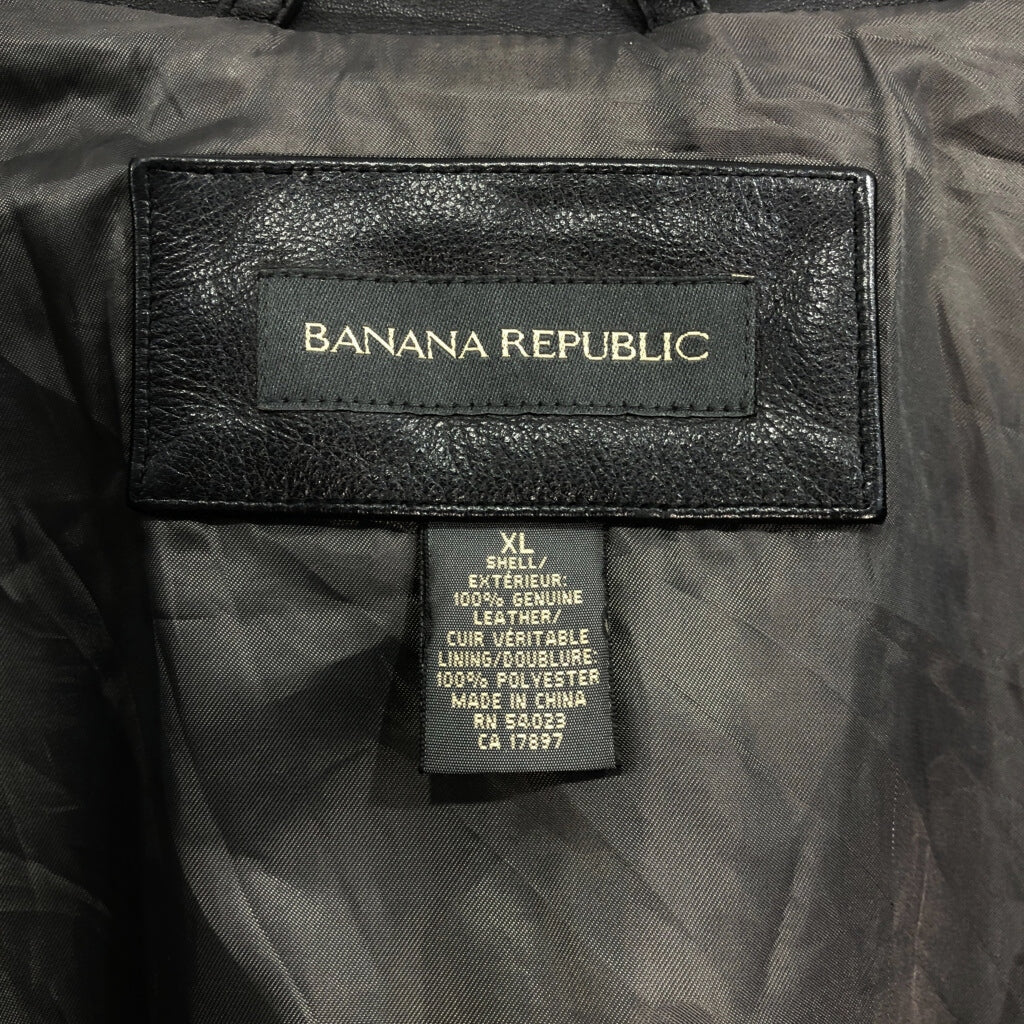 BANANA REPUBLIC
XL
SHELL/
EXTÉRIEUR:
100% GENUINE
LEATHER/
CUIR VÉRITABLE
LINING/DOUBLURE:
100% POLYESTER
MADE IN CHINA
RN 54023
CA 17897